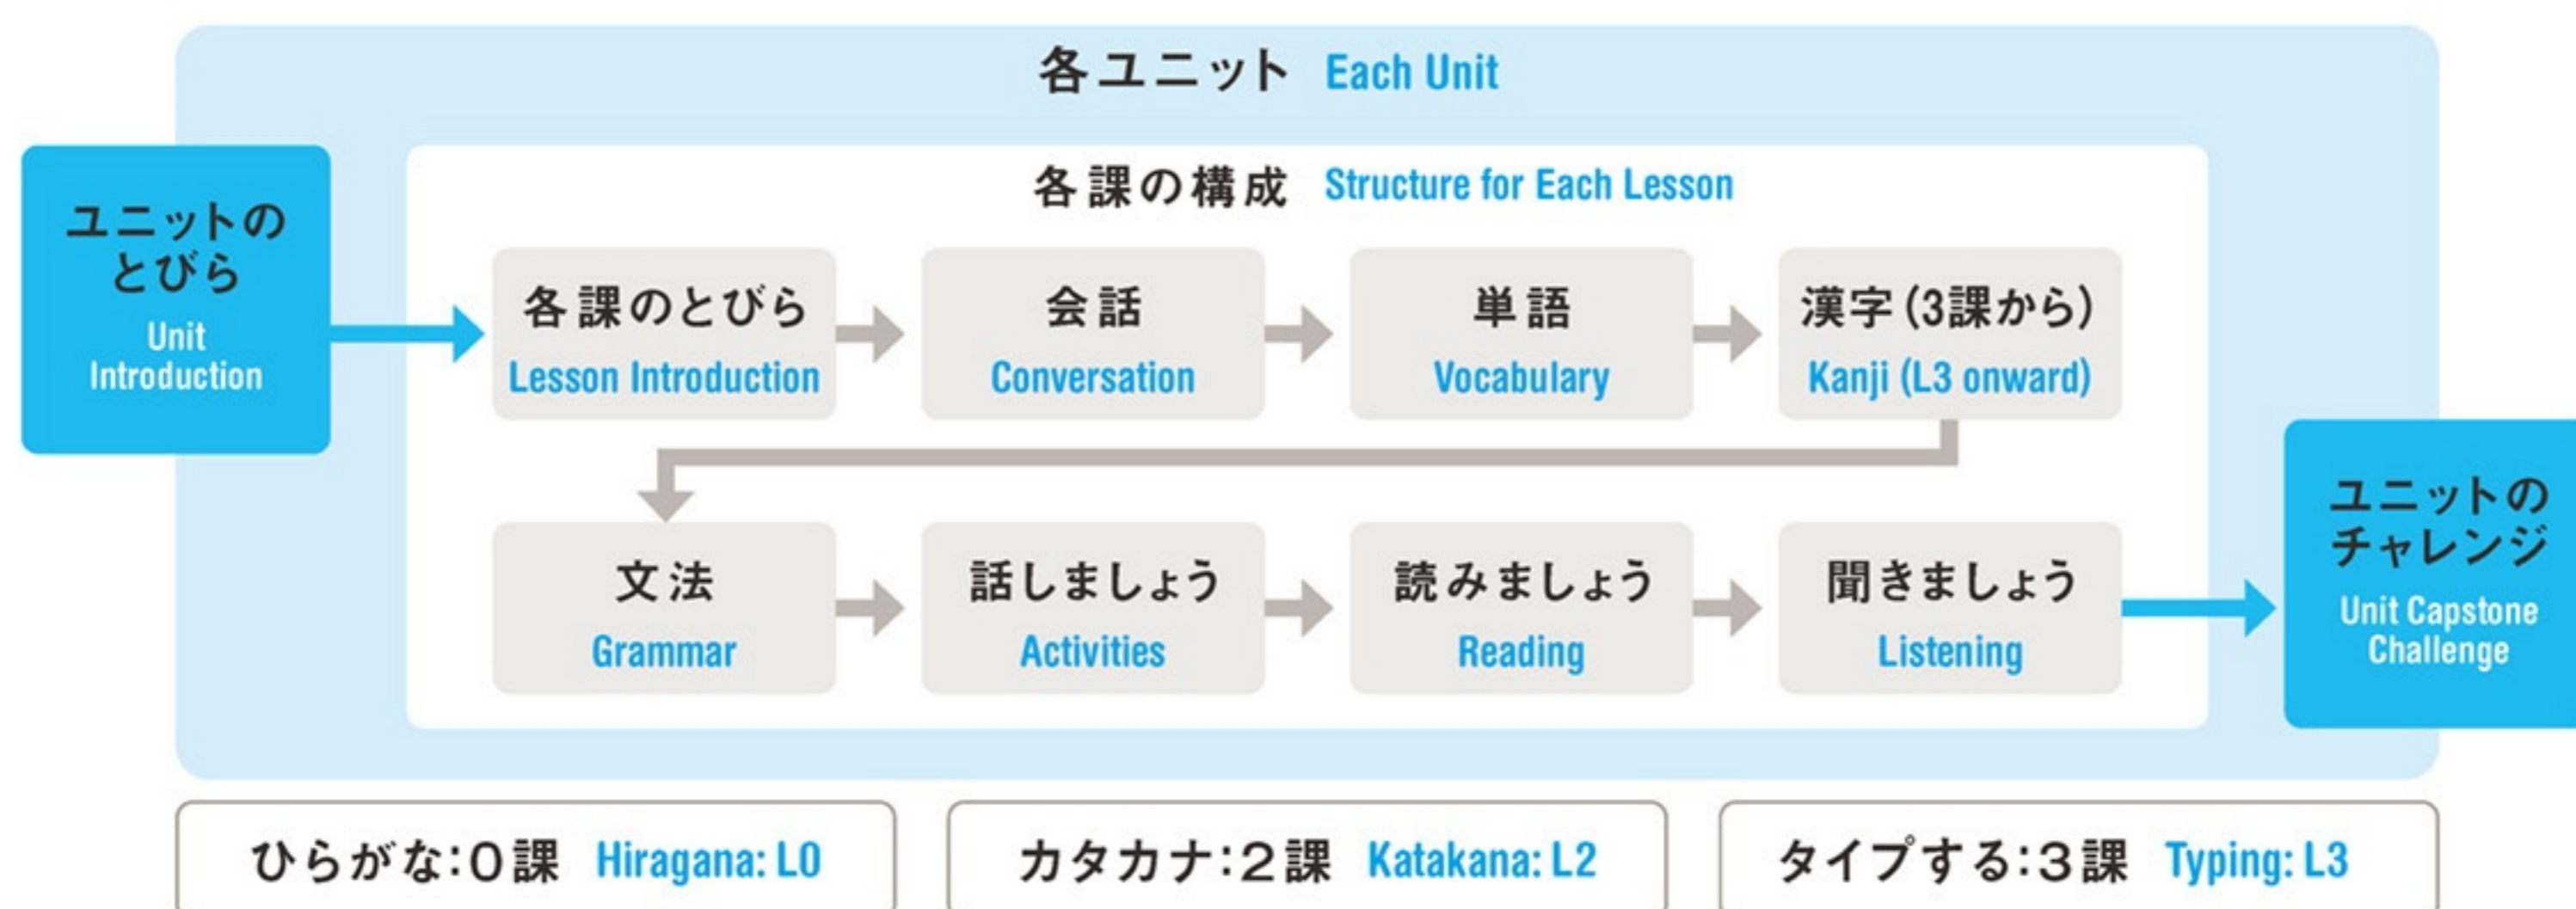 各ユニット Each Unit
ユニットの
とびら
Unit
Introduction
各課の構成 Structure for Each Lesson
各課のとびら
Lesson Introduction
会話
Conversation
単語
Vocabulary
漢字(3課から)
Kanji (L3 onward)
文法
Grammar
話しましょう
Activities
読みましょう
Reading
聞きましょう
Listening
ユニットの
チャレンジ
Unit Capstone
Challenge
ひらがな:0課 Hiragana: L0
カタカナ:2課 Katakana: L2
タイプする:3課 Typing: L3